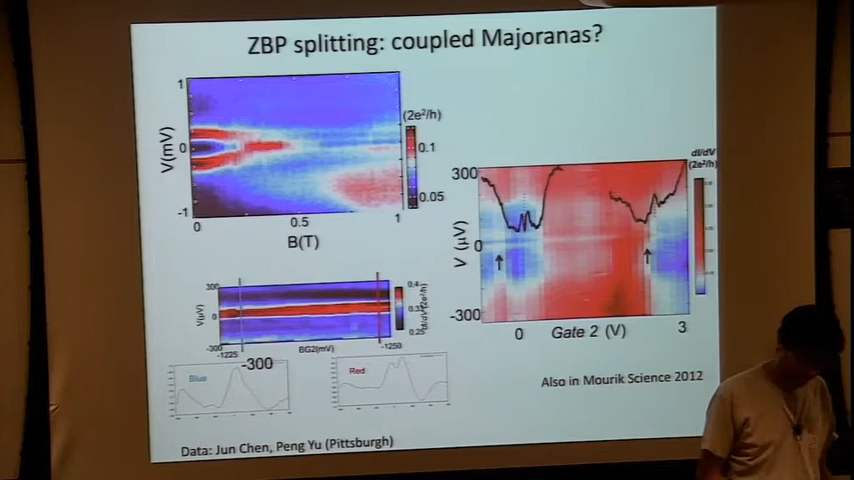 ZBP splitting: coupled Majoranas?
1
(2e²/h)
V(mV)
0
0.1
0.05
-1
0
0.5
1
B(T)
dI/dV
(2e²/h)
300
V (μV)
0
-300
0
Gate 2 (V)
3
300
V(μV)
0
-300
-1225
BG2(mV)
-1250
0.4
0.25
dI/dV(2e²/h)
-300
Blue
Red
Also in Mourik Science 2012
Data: Jun Chen, Peng Yu (Pittsburgh)